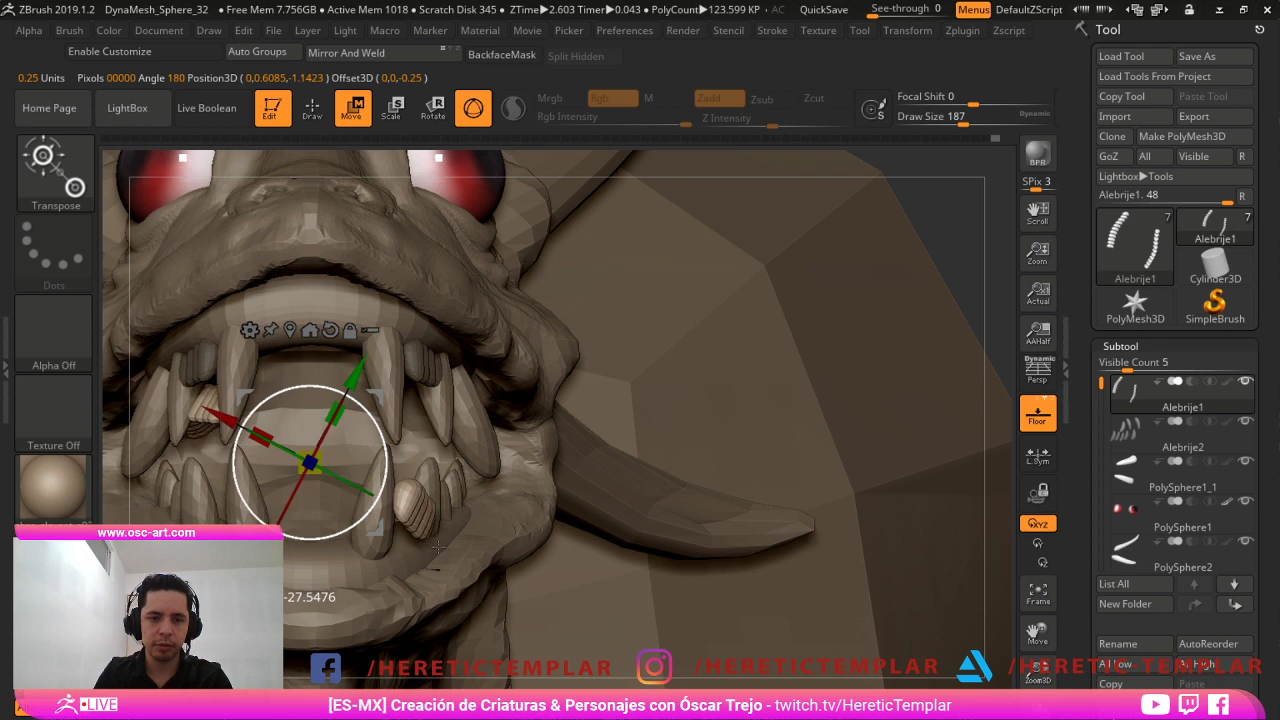 ZBrush 2019.1.2 DynaMesh_Sphere_32 • Free Mem 7.756GB • Active Mem 1018 • Scratch Disk 345 • ZTime▶2.603 Timer▶0.043 • PolyCount▶123.599 KP • AC QuickSave See-through 0 Menus DefaultZScript
Alpha Brush Color Document Draw Edit File Layer Light Macro Marker Material Movie Picker Preferences Render Stencil Stroke Texture Tool Transform Zplugin Zscript
Enable Customize Auto Groups Mirror And Weld BackfaceMask Split Hidden
0.25 Units Pixols 00000 Angle 180 Position3D ( 0,0.6085,-1.1423 ) Offset3D ( 0,0,-0.25 )
Home Page LightBox Live Boolean Edit Draw Move Scale Rotate
Mrgb Rgb M Zadd Zsub Zcut
Rgb Intensity Z Intensity
Focal Shift 0
Draw Size 187 Dynamic
Transpose
Dots
Alpha Off
Texture Off
-27.5476
BPR
SPix 3
Scroll
Zoom
Actual
AAHalf
Dynamic
Persp
Floor
L.Sym
XYZ
Frame
Move
Zoom3D
Tool
Load Tool Save As
Load Tools From Project
Copy Tool Paste Tool
Import Export
Clone Make PolyMesh3D
GoZ All Visible R
Lightbox▶Tools
Alebrije1. 48 R
7 7
Alebrije1
Alebrije1 Cylinder3D
PolyMesh3D SimpleBrush
Subtool
Visible Count 5
Alebrije1
Alebrije2
PolySphere1_1
PolySphere1
PolySphere2
List All
New Folder
Rename AutoReorder
Copy Paste
www.osc-art.com
/HERETICTEMPLAR /HERETICTEMPLAR /HERETIC-TEMPLAR
LIVE [ES-MX] Creación de Criaturas & Personajes con Óscar Trejo - twitch.tv/HereticTemplar